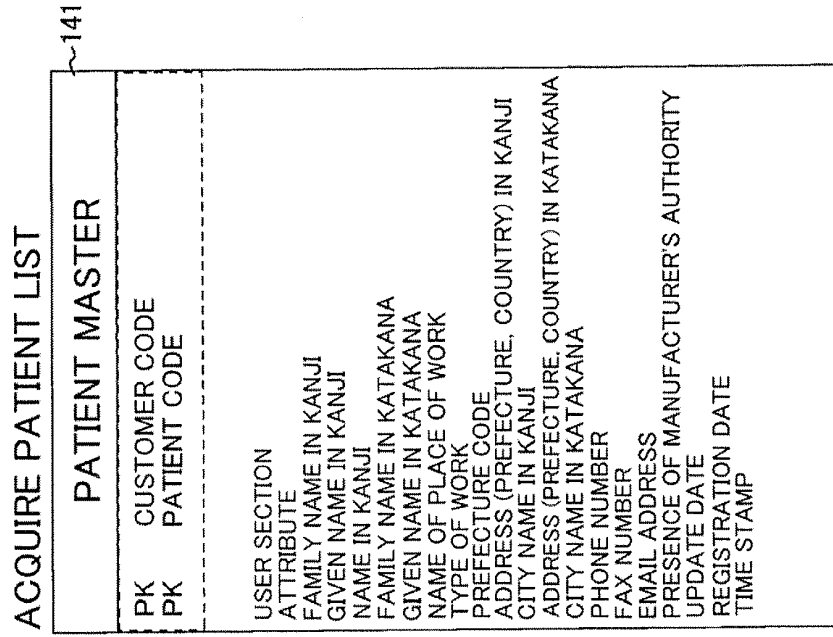 ACQUIRE PATIENT LIST
141
PATIENT MASTER
PK CUSTOMER CODE
PK PATIENT CODE
USER SECTION
ATTRIBUTE
FAMILY NAME IN KANJI
GIVEN NAME IN KANJI
NAME IN KANJI
FAMILY NAME IN KATAKANA
GIVEN NAME IN KATAKANA
NAME OF PLACE OF WORK
TYPE OF WORK
PREFECTURE CODE
ADDRESS (PREFECTURE, COUNTRY) IN KANJI
CITY NAME IN KANJI
ADDRESS (PREFECTURE, COUNTRY) IN KATAKANA
CITY NAME IN KATAKANA
PHONE NUMBER
FAX NUMBER
EMAIL ADDRESS
PRESENCE OF MANUFACTURER'S AUTHORITY
UPDATE DATE
REGISTRATION DATE
TIME STAMP